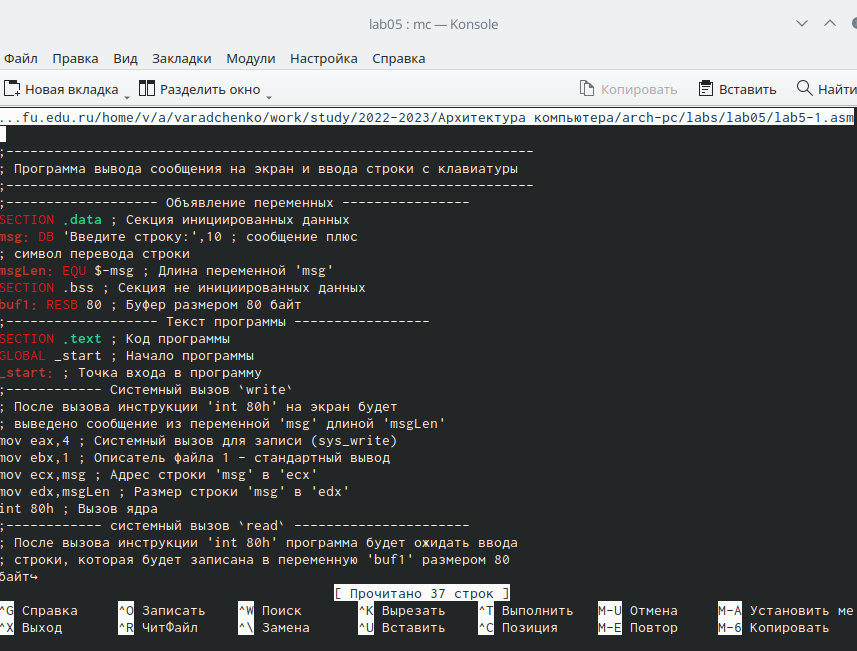 lab05 : mc — Konsole
Файл Правка Вид Закладки Модули Настройка Справка
Новая вкладка Разделить окно Копировать Вставить Найти
...fu.edu.ru/home/v/a/varadchenko/work/study/2022-2023/Архитектура компьютера/arch-pc/labs/lab05/lab5-1.asm
;------------------------------------------------------------------
; Программа вывода сообщения на экран и ввода строки с клавиатуры
;------------------------------------------------------------------
;------------------- Объявление переменных ----------------
SECTION .data ; Секция инициированных данных
msg: DB 'Введите строку:',10 ; сообщение плюс
; символ перевода строки
msgLen: EQU $-msg ; Длина переменной 'msg'
SECTION .bss ; Секция не инициированных данных
buf1: RESB 80 ; Буфер размером 80 байт
;------------------- Текст программы -----------------
SECTION .text ; Код программы
GLOBAL _start ; Начало программы
_start: ; Точка входа в программу
;------------ Системный вызов `write`
; После вызова инструкции 'int 80h' на экран будет
; выведено сообщение из переменной 'msg' длиной 'msgLen'
mov eax,4 ; Системный вызов для записи (sys_write)
mov ebx,1 ; Описатель файла 1 - стандартный вывод
mov ecx,msg ; Адрес строки 'msg' в 'ecx'
mov edx,msgLen ; Размер строки 'msg' в 'edx'
int 80h ; Вызов ядра
;------------ системный вызов `read` ----------------------
; После вызова инструкции 'int 80h' программа будет ожидать ввода
; строки, которая будет записана в переменную 'buf1' размером 80
байт↪
[ Прочитано 37 строк ]
^G Справка ^O Записать ^W Поиск ^K Вырезать ^T Выполнить M-U Отмена M-A Установить ме
^X Выход ^R ЧитФайл ^\ Замена ^U Вставить ^C Позиция M-E Повтор M-6 Копировать